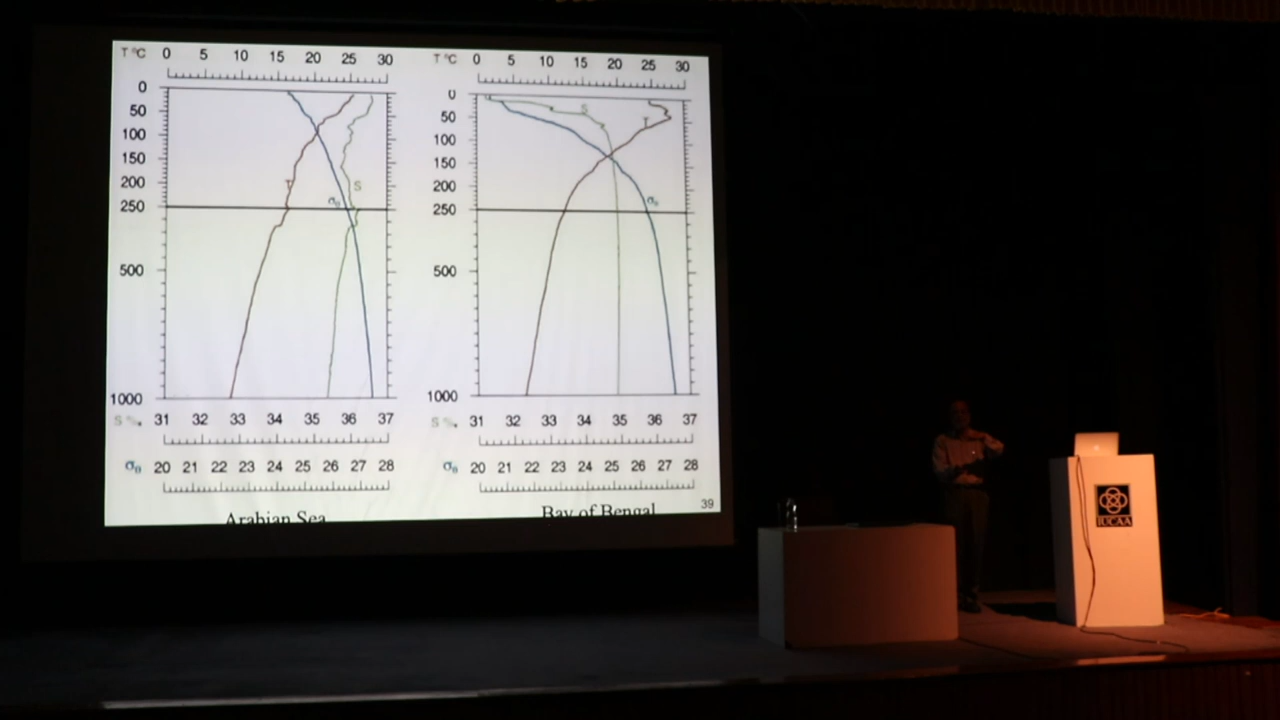 T °C 0 5 10 15 20 25 30
0
50
100
150
200
250
500
1000
T
S
σθ
S ‰ 31 32 33 34 35 36 37
σθ 20 21 22 23 24 25 26 27 28
Arabian Sea
T °C 0 5 10 15 20 25 30
0
50
100
150
200
250
500
1000
S
T
σθ
S ‰ 31 32 33 34 35 36 37
σθ 20 21 22 23 24 25 26 27 28
Bay of Bengal
39
IUCAA